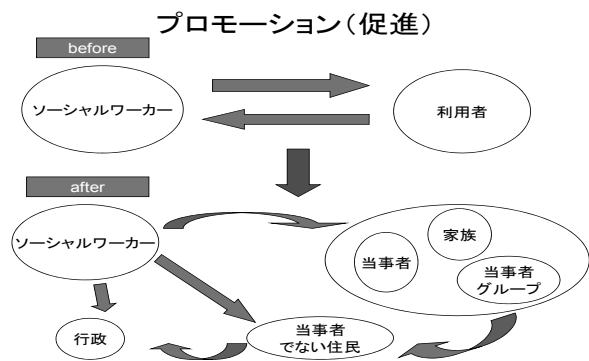 プロモーション（促進）
before
ソーシャルワーカー
利用者
after
ソーシャルワーカー
家族
当事者
当事者
グループ
行政
当事者
でない住民